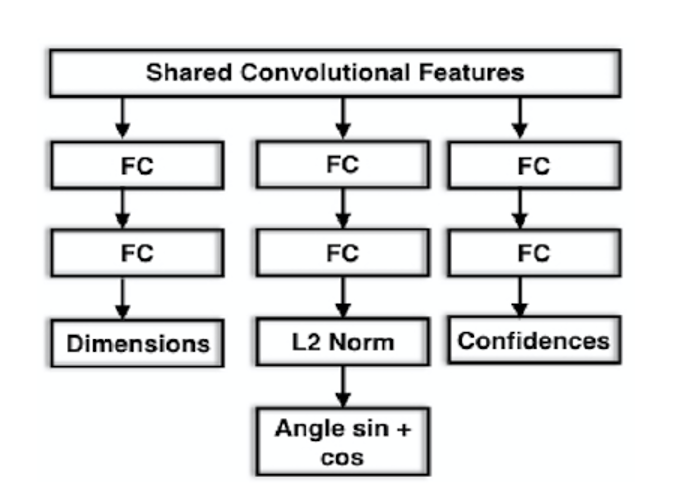 Shared Convolutional Features
FC
FC
FC
FC
FC
FC
Dimensions
L2 Norm
Confidences
Angle sin +
cos